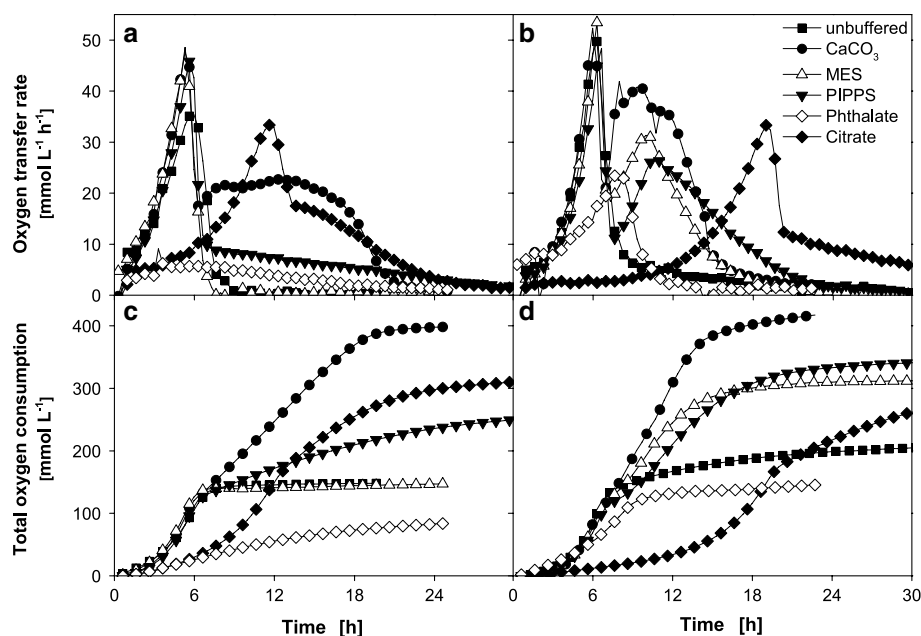 a
b
50
40
30
20
10
0
Oxygen transfer rate
[mmol L⁻¹ h⁻¹]
unbuffered
CaCO₃
MES
PIPPS
Phthalate
Citrate
c
d
400
300
200
100
0
Total oxygen consumption
[mmol L⁻¹]
0 6 12 18 24 0 6 12 18 24 30
Time [h] Time [h]